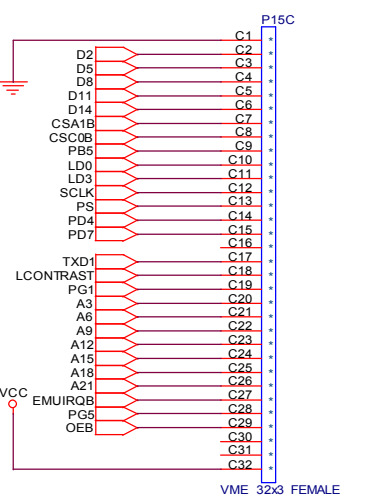 P15C
C1
D2 C2
D5 C3
D8 C4
D11 C5
D14 C6
CSA1B C7
CSC0B C8
PB5 C9
LD0 C10
LD3 C11
SCLK C12
PS C13
PD4 C14
PD7 C15
C16
TXD1 C17
LCONTRAST C18
PG1 C19
A3 C20
A6 C21
A9 C22
A12 C23
A15 C24
A18 C25
A21 C26
VCC
EMUIRQB C27
PG5 C28
OEB C29
C30
C31
C32
VME 32x3 FEMALE